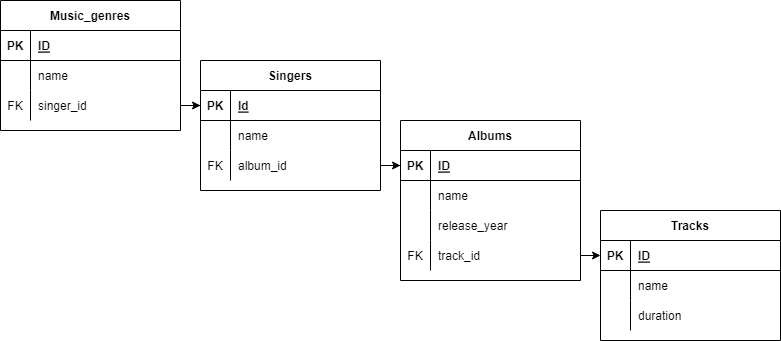 Music_genres
PK ID
name
FK singer_id
Singers
PK Id
name
FK album_id
Albums
PK ID
name
release_year
FK track_id
Tracks
PK ID
name
duration